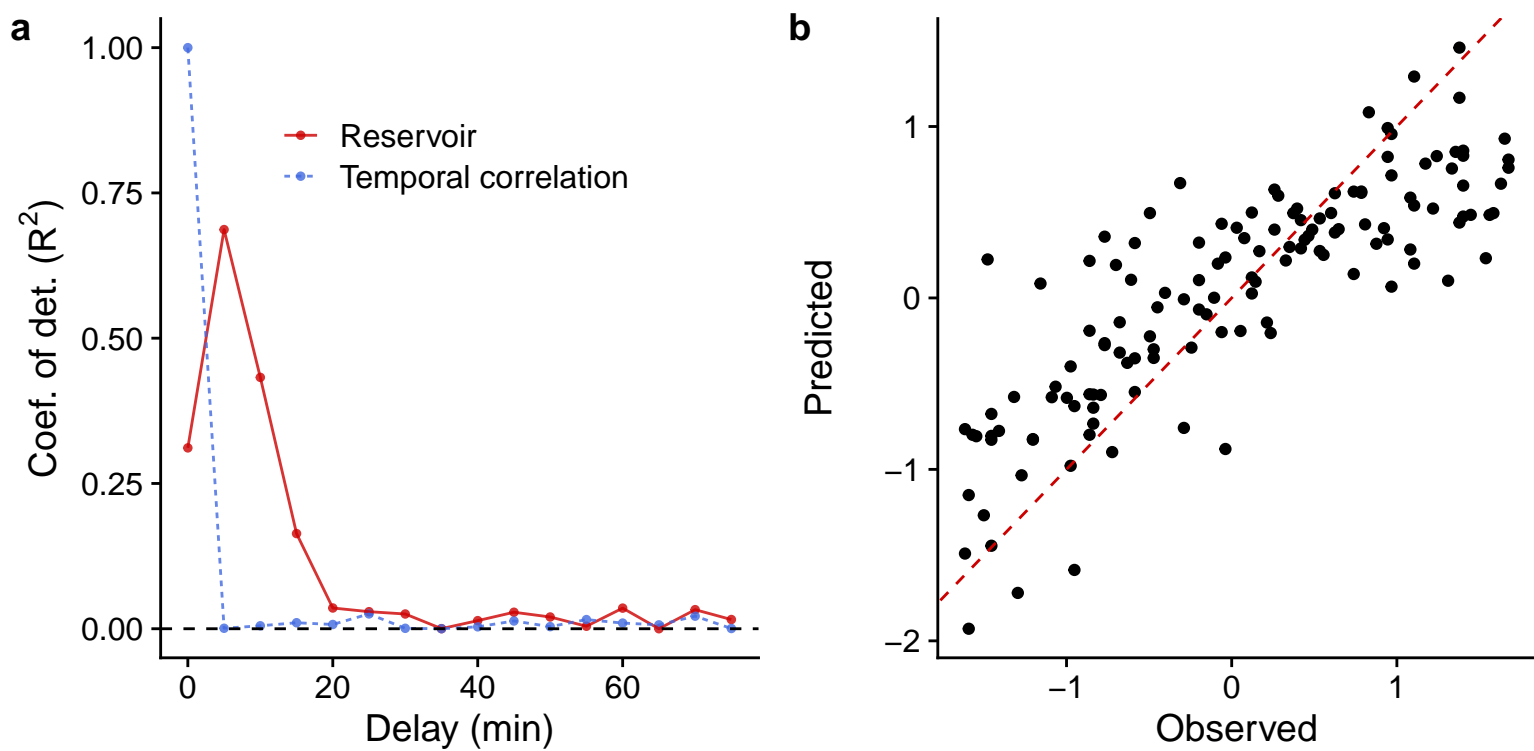 a
1.00
0.75
0.50
0.25
0.00
Coef. of det. (R²)
Reservoir
Temporal correlation
0 20 40 60
Delay (min)
b
1
0
−1
−2
Predicted
−1 0 1
Observed